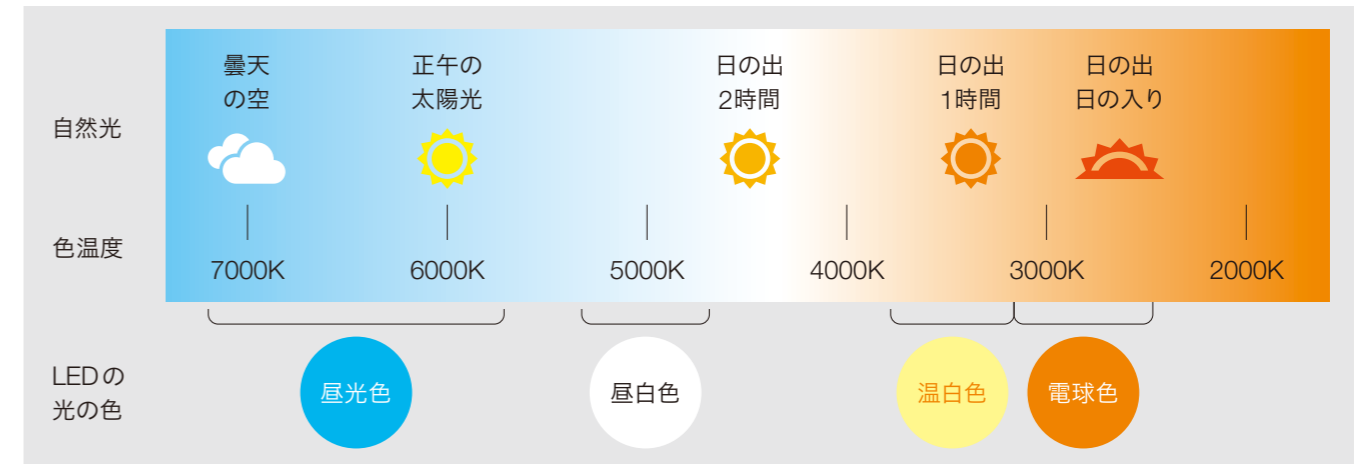 曇天
の空
正午の
太陽光
日の出
2時間
日の出
1時間
日の出
日の入り
自然光
色温度
7000K
6000K
5000K
4000K
3000K
2000K
LEDの
光の色
昼光色
昼白色
温白色
電球色